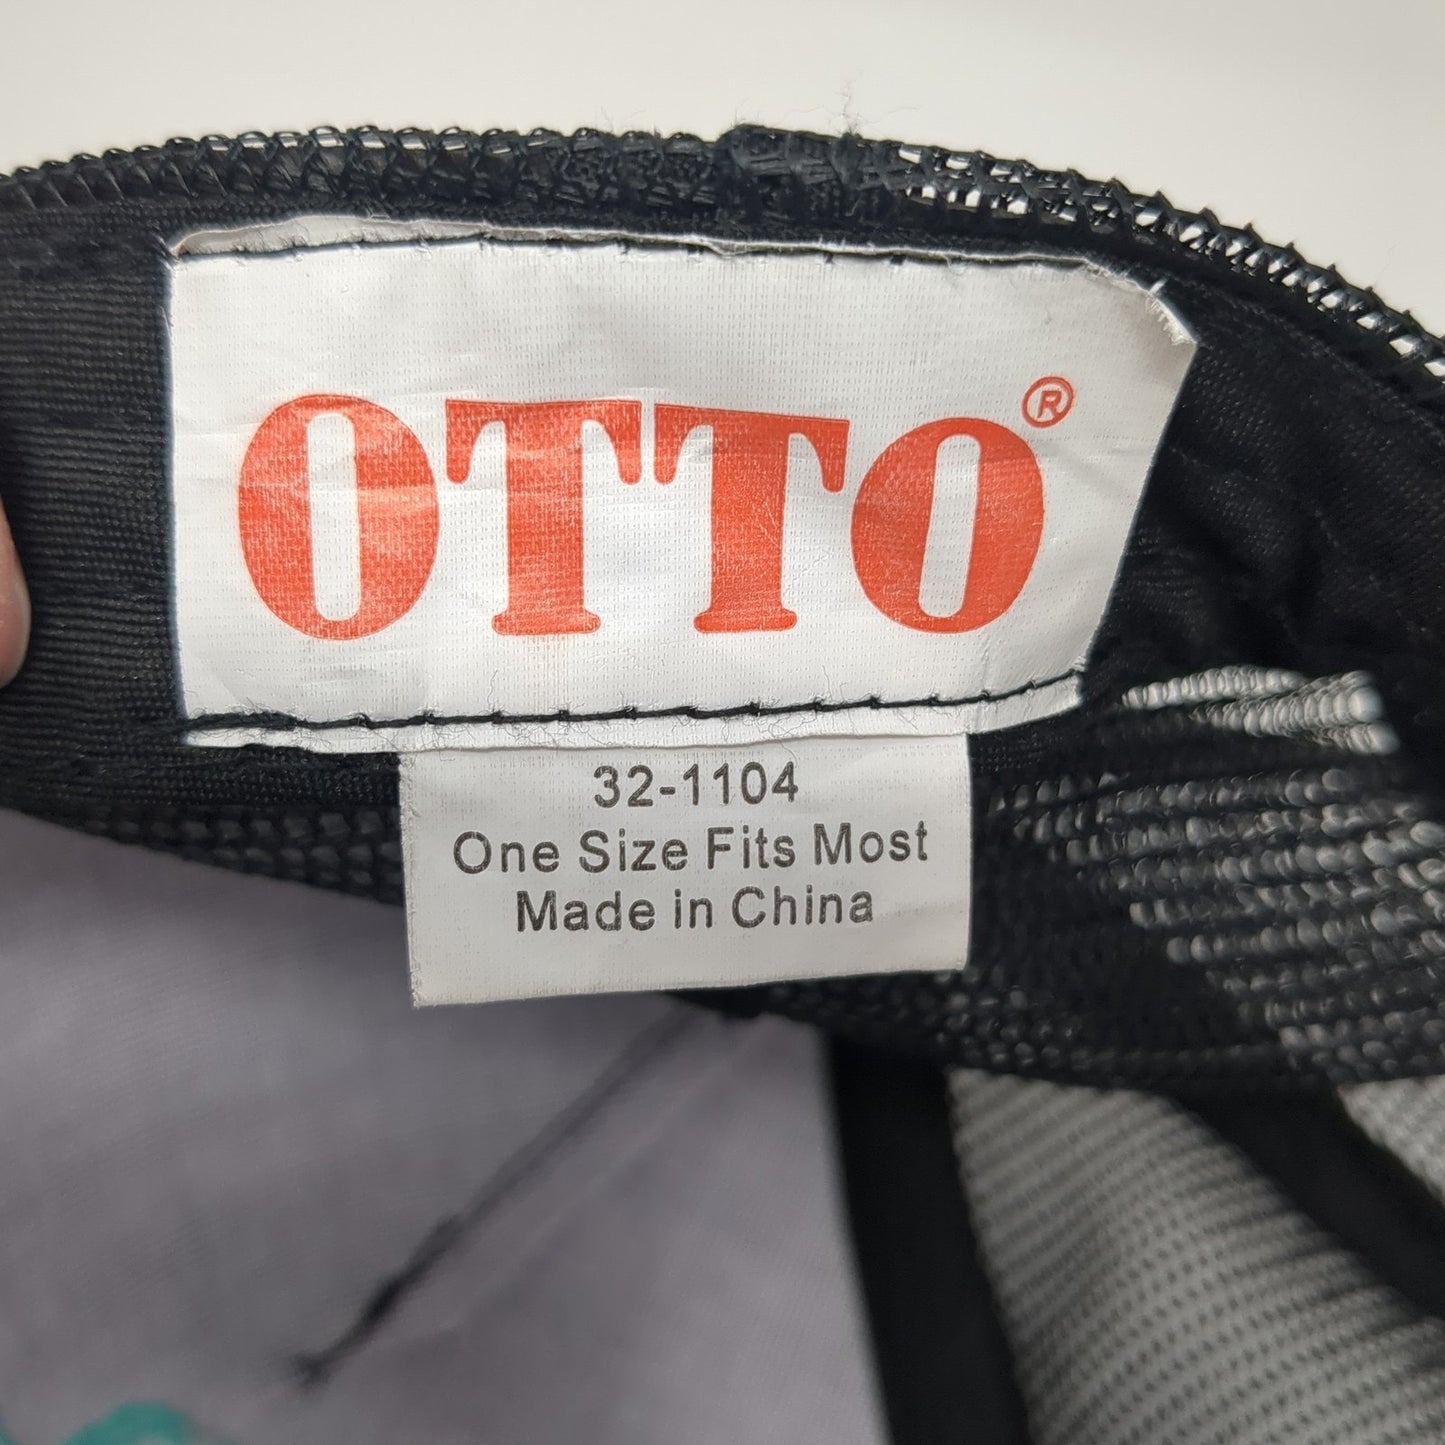 OTTO®
32-1104
One Size Fits Most
Made in China